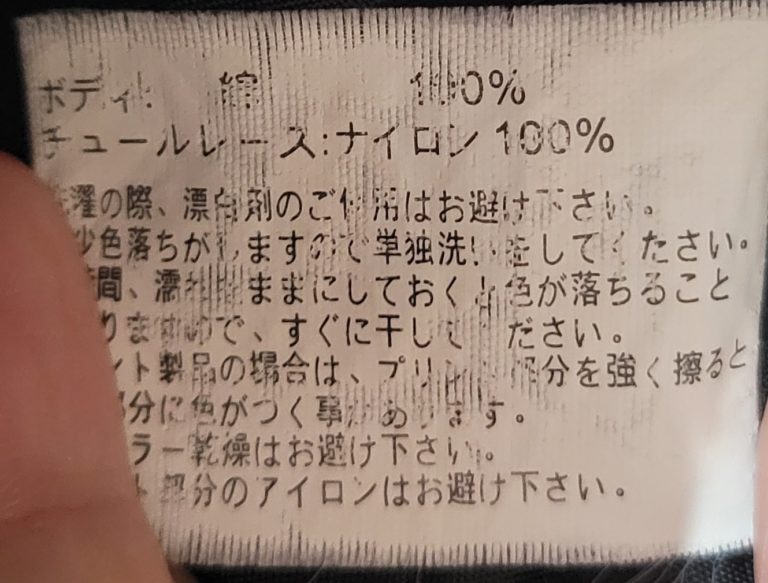 ボディ: 綿 100%
チュールレース:ナイロン 100%
濯の際、漂白剤のご使用はお避け下さい。
少色落ちがしますので単独洗いをしてください。
時間、濡れたままにしておくと色が落ちること
りますので、すぐに干してください。
ント製品の場合は、プリント部分を強く擦ると
部分に色がつく事があります。
ラー乾燥はお避け下さい。
ト部分のアイロンはお避け下さい。